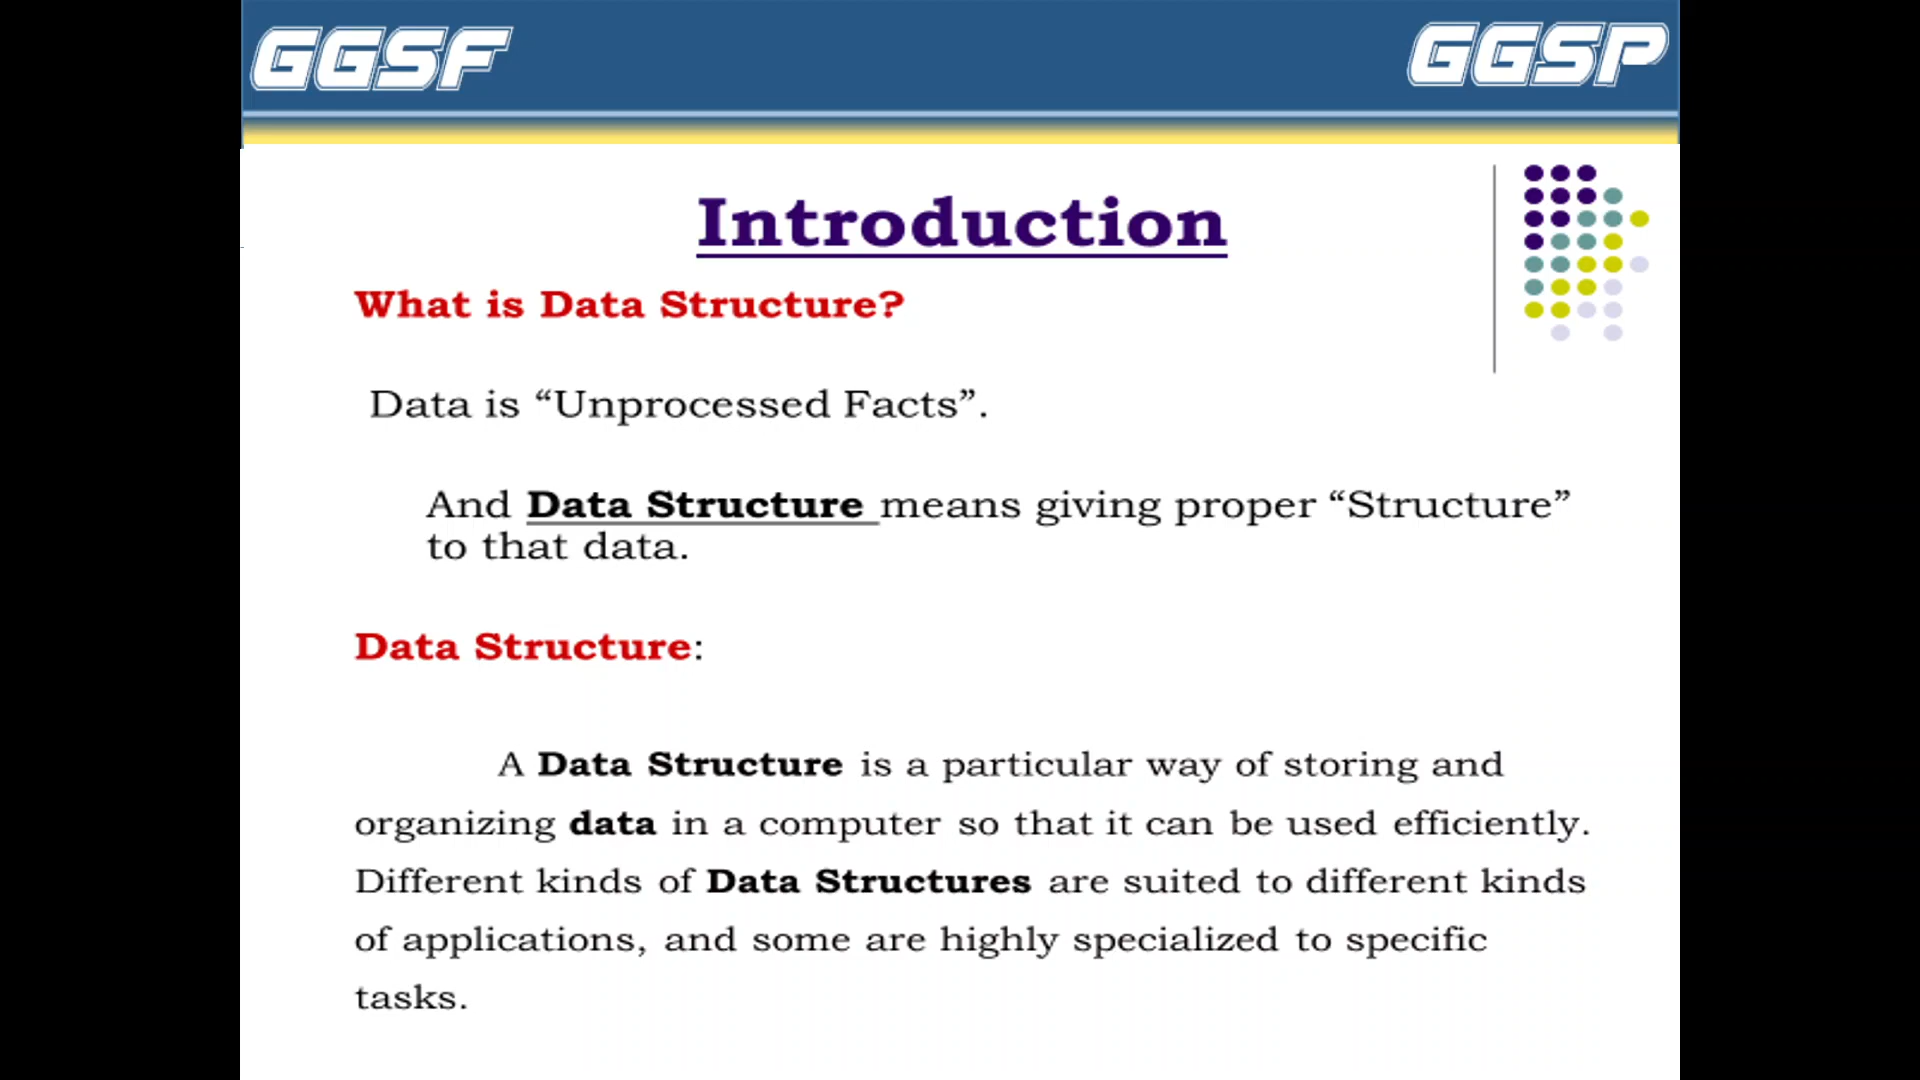 GGSF
GGSP
Introduction
What is Data Structure?
Data is “Unprocessed Facts”.
And Data Structure means giving proper “Structure”
to that data.
Data Structure:
A Data Structure is a particular way of storing and
organizing data in a computer so that it can be used efficiently.
Different kinds of Data Structures are suited to different kinds
of applications, and some are highly specialized to specific
tasks.